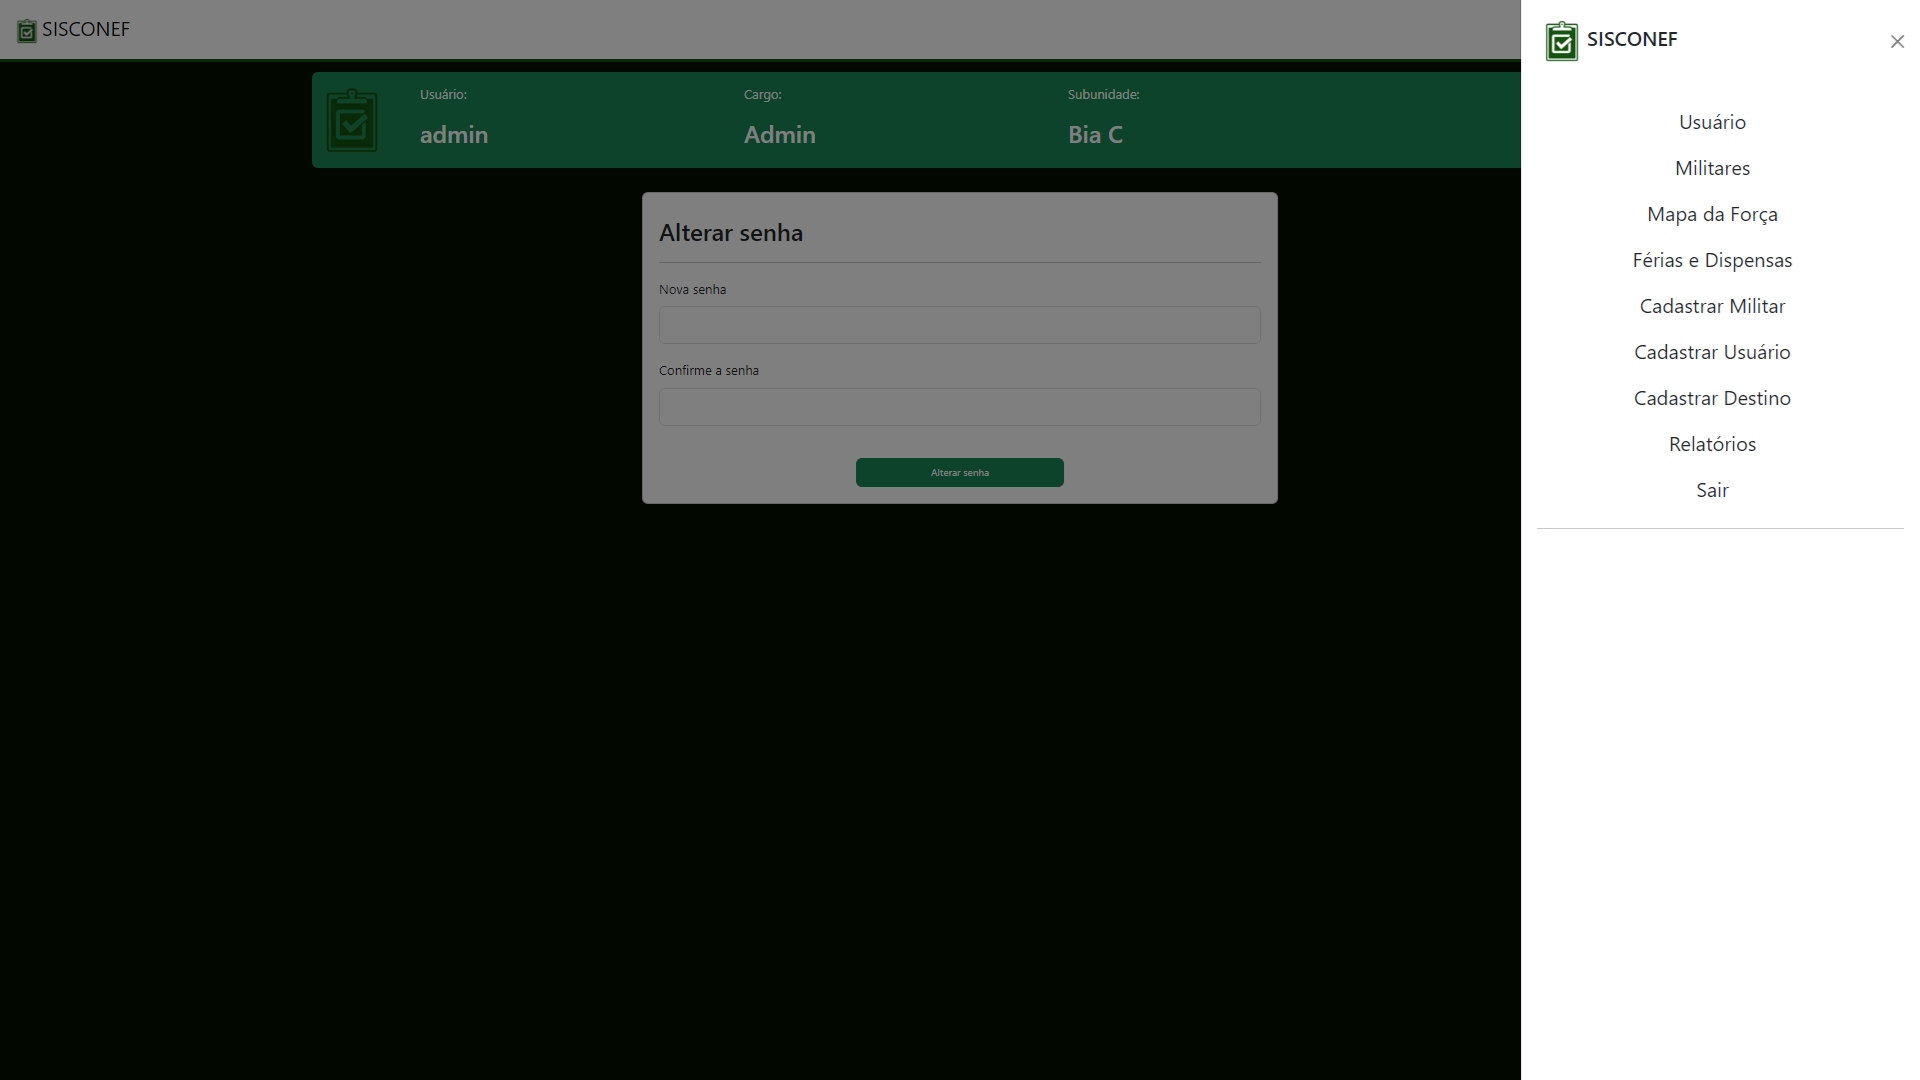 SISCONEF
Usuário:
admin
Cargo:
Admin
Subunidade:
Bia C
Alterar senha
Nova senha
Confirme a senha
Alterar senha
SISCONEF
Usuário
Militares
Mapa da Força
Férias e Dispensas
Cadastrar Militar
Cadastrar Usuário
Cadastrar Destino
Relatórios
Sair